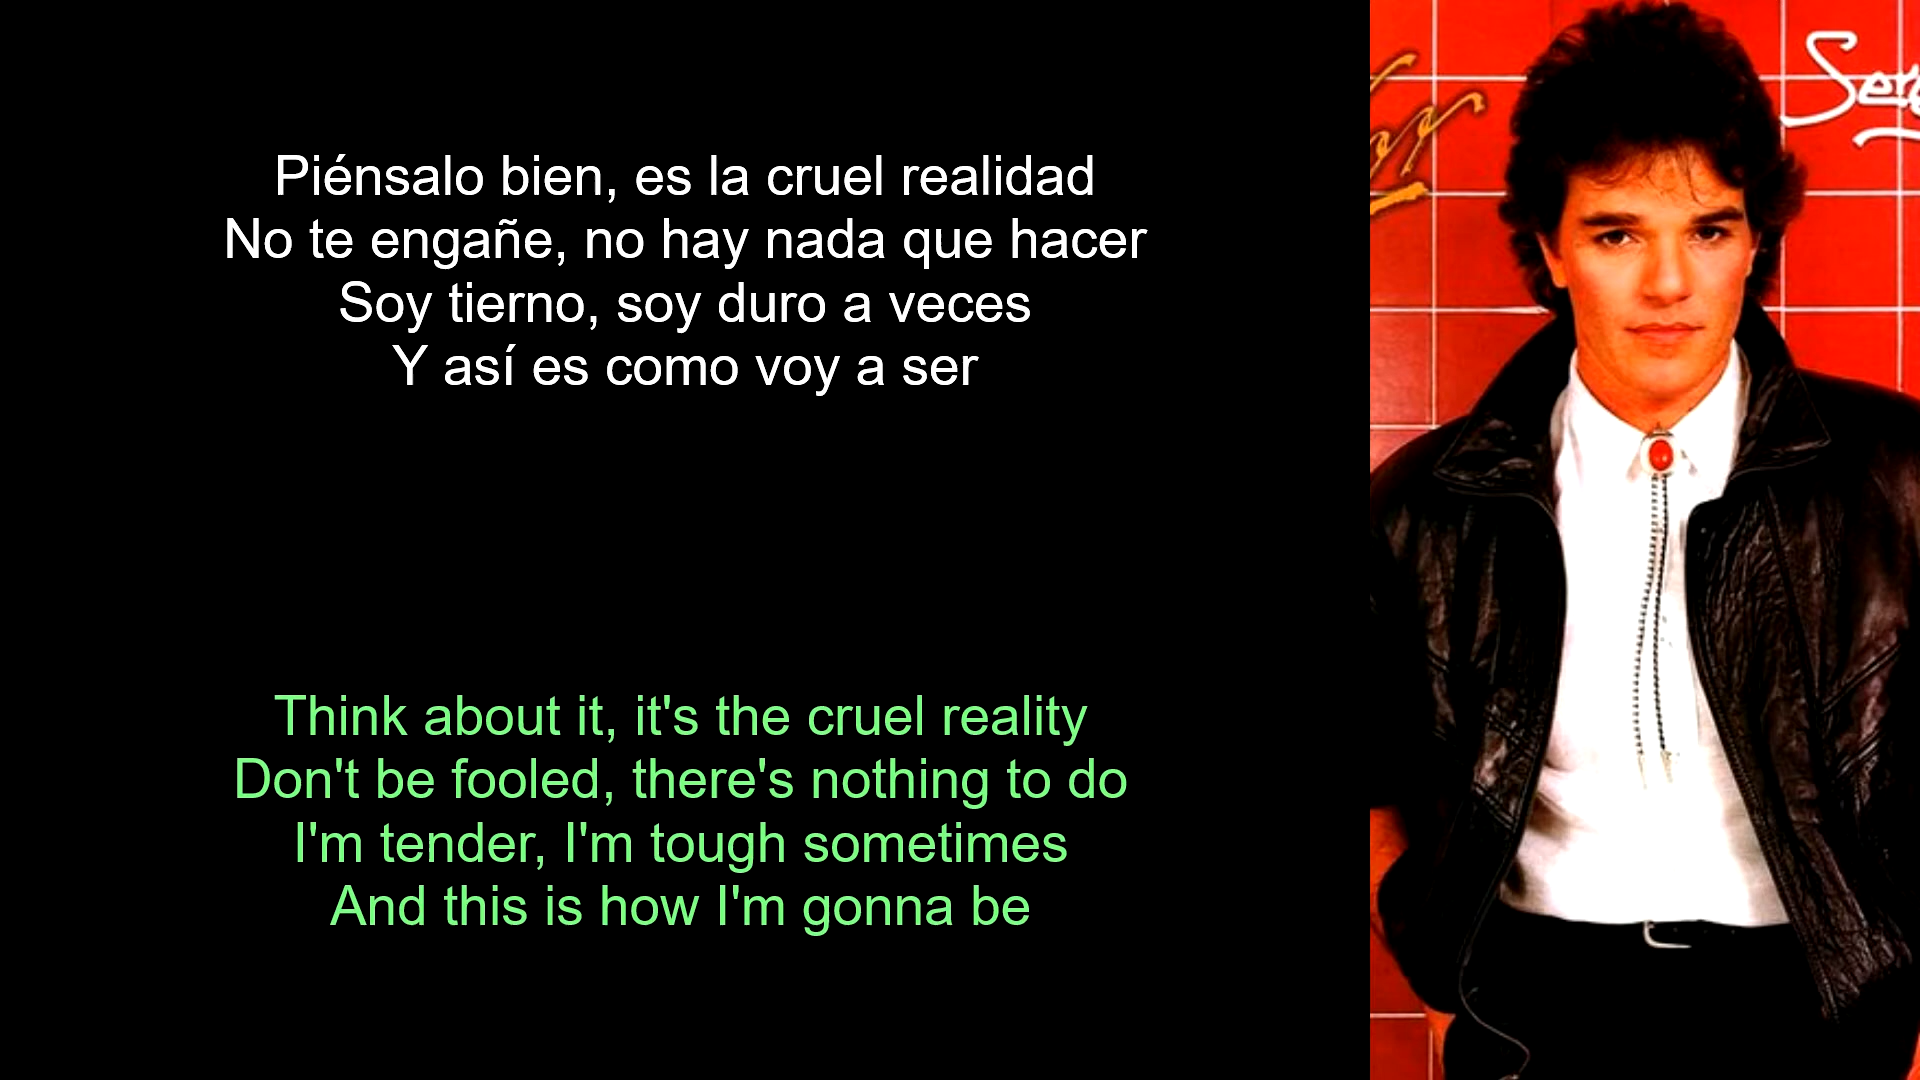 Piénsalo bien, es la cruel realidad
No te engañe, no hay nada que hacer
Soy tierno, soy duro a veces
Y así es como voy a ser
Think about it, it's the cruel reality
Don't be fooled, there's nothing to do
I'm tender, I'm tough sometimes
And this is how I'm gonna be